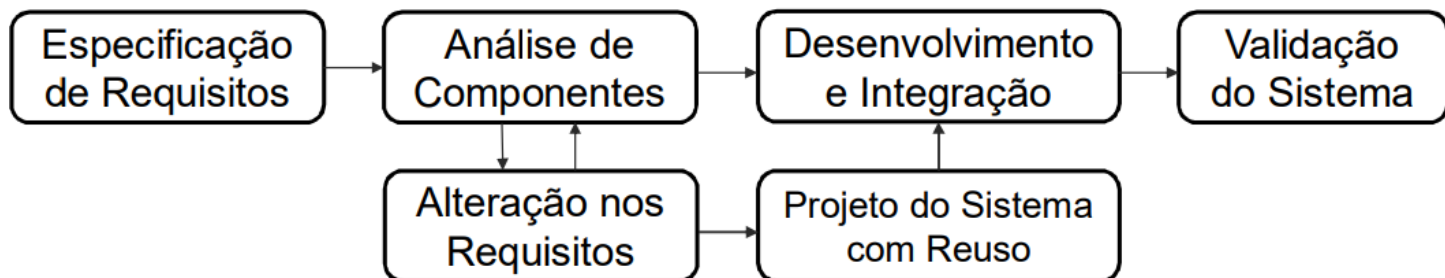 Especificação
de Requisitos
Análise de
Componentes
Desenvolvimento
e Integração
Validação
do Sistema
Alteração nos
Requisitos
Projeto do Sistema
com Reuso